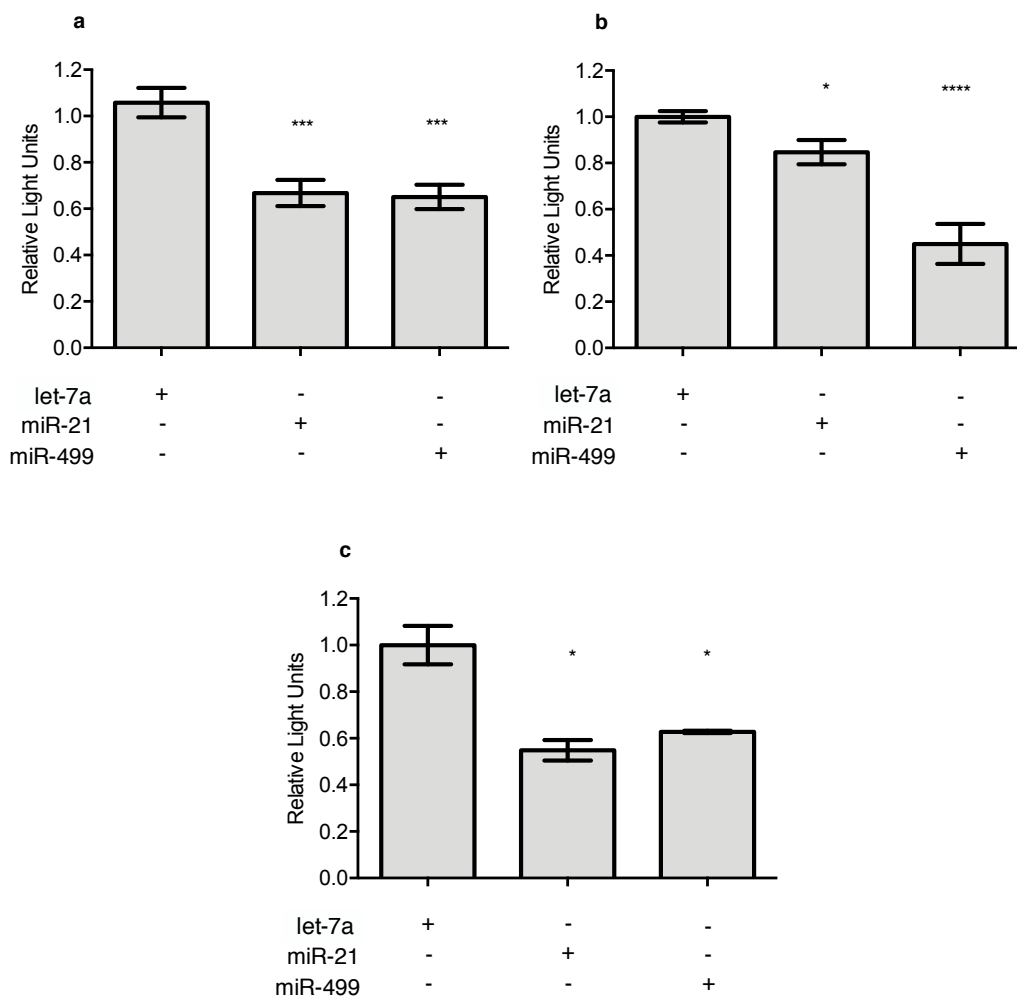 a
1.2
1.0
0.8
0.6
0.4
0.2
0.0
Relative Light Units
*** ***
let-7a + - -
miR-21 - + -
miR-499 - - +
b
1.2
1.0
0.8
0.6
0.4
0.2
0.0
Relative Light Units
* ****
let-7a + - -
miR-21 - + -
miR-499 - - +
c
1.2
1.0
0.8
0.6
0.4
0.2
0.0
Relative Light Units
* *
let-7a + - -
miR-21 - + -
miR-499 - - +